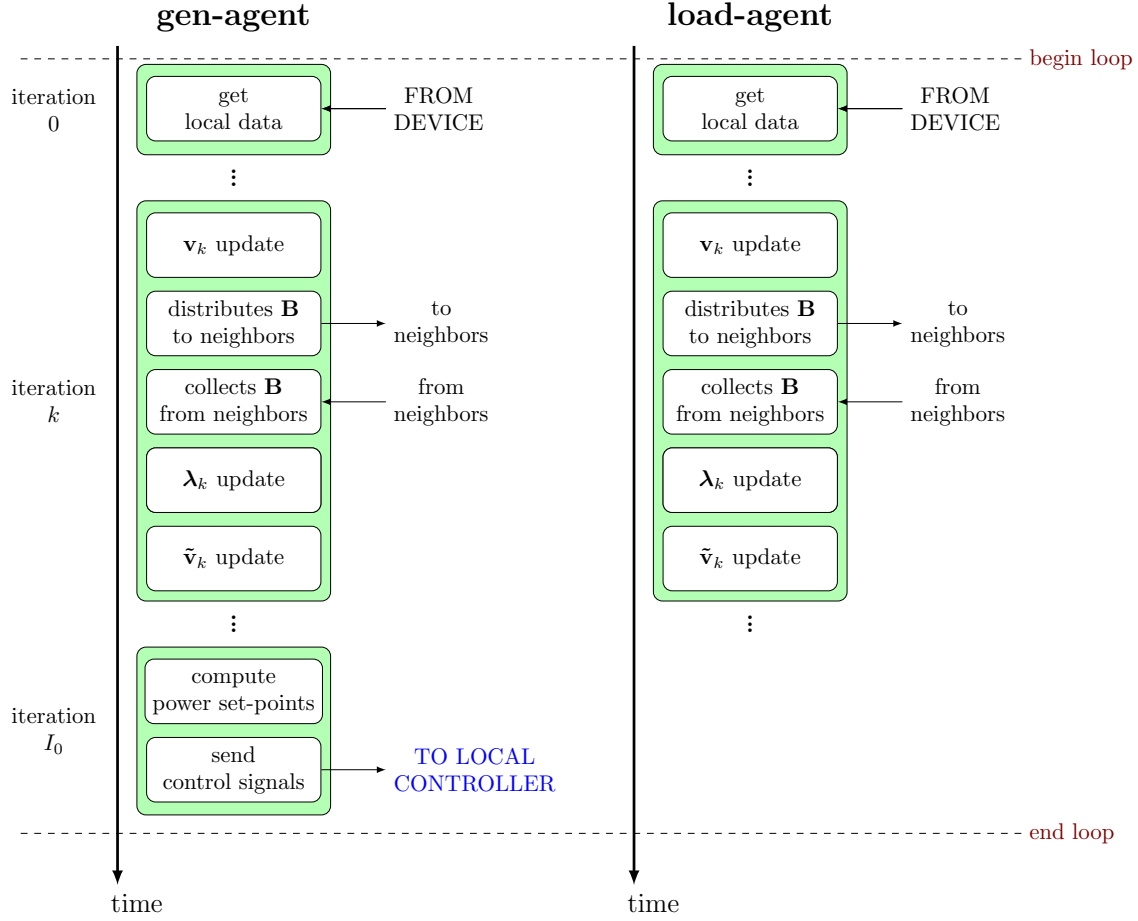 gen-agent
load-agent
begin loop
iteration
0
get
local data
FROM
DEVICE
get
local data
FROM
DEVICE
⋮
⋮
iteration
k
v_k update
distributes B
to neighbors
to
neighbors
collects B
from neighbors
from
neighbors
λ_k update
ṽ_k update
v_k update
distributes B
to neighbors
to
neighbors
collects B
from neighbors
from
neighbors
λ_k update
ṽ_k update
⋮
⋮
iteration
I_0
compute
power set-points
send
control signals
TO LOCAL
CONTROLLER
end loop
time
time